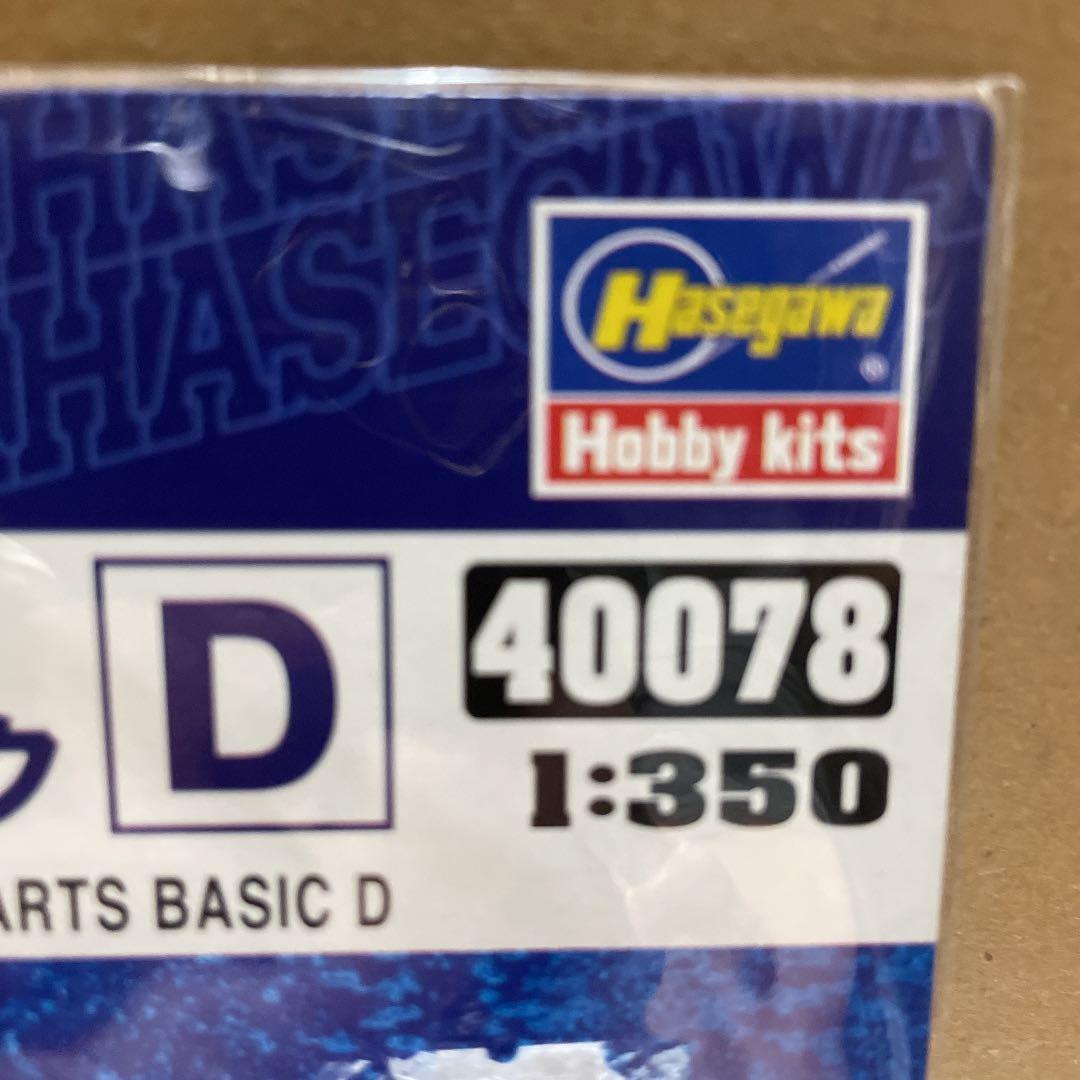 HASEGAWA
HASEGAWA
Hasegawa
®
Hobby kits
D
40078
1:350
ARTS BASIC D